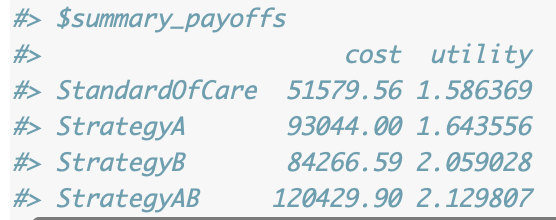 #> $summary_payoffs
#> cost utility
#> StandardOfCare 51579.56 1.586369
#> StrategyA 93044.00 1.643556
#> StrategyB 84266.59 2.059028
#> StrategyAB 120429.90 2.129807